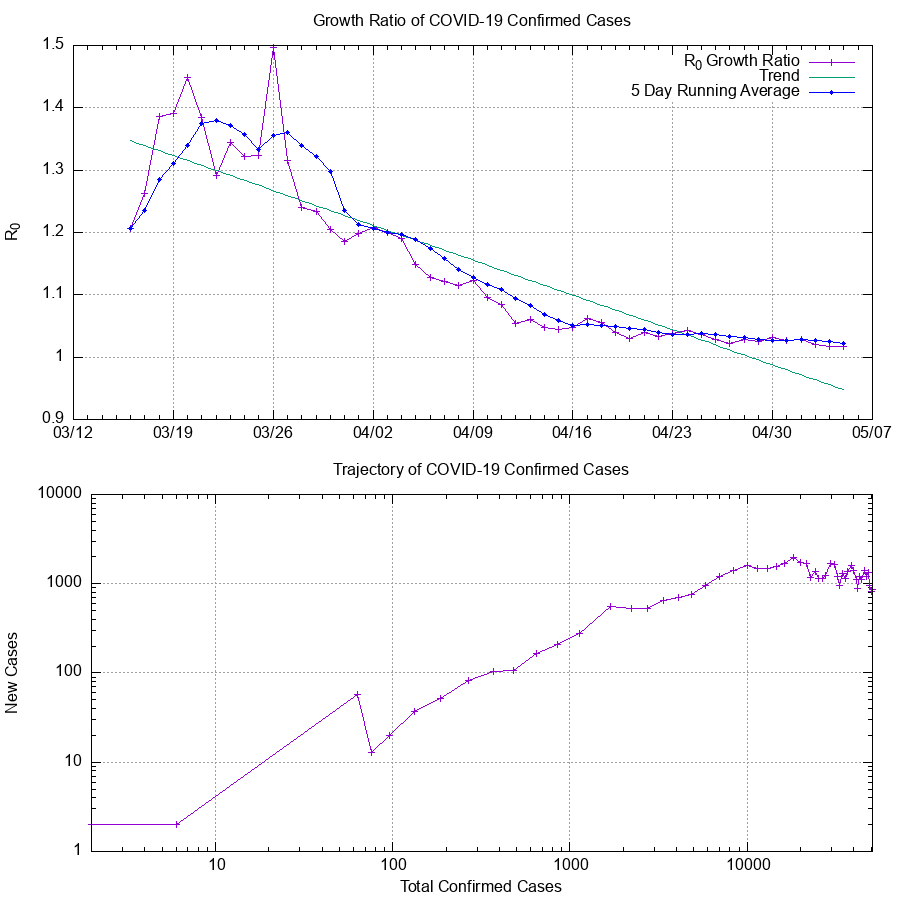 Growth Ratio of COVID-19 Confirmed Cases
1.5
1.4
1.3
1.2
1.1
1
0.9
R0
R0 Growth Ratio
Trend
5 Day Running Average
03/12 03/19 03/26 04/02 04/09 04/16 04/23 04/30 05/07
Trajectory of COVID-19 Confirmed Cases
10000
1000
100
10
1
New Cases
10 100 1000 10000
Total Confirmed Cases